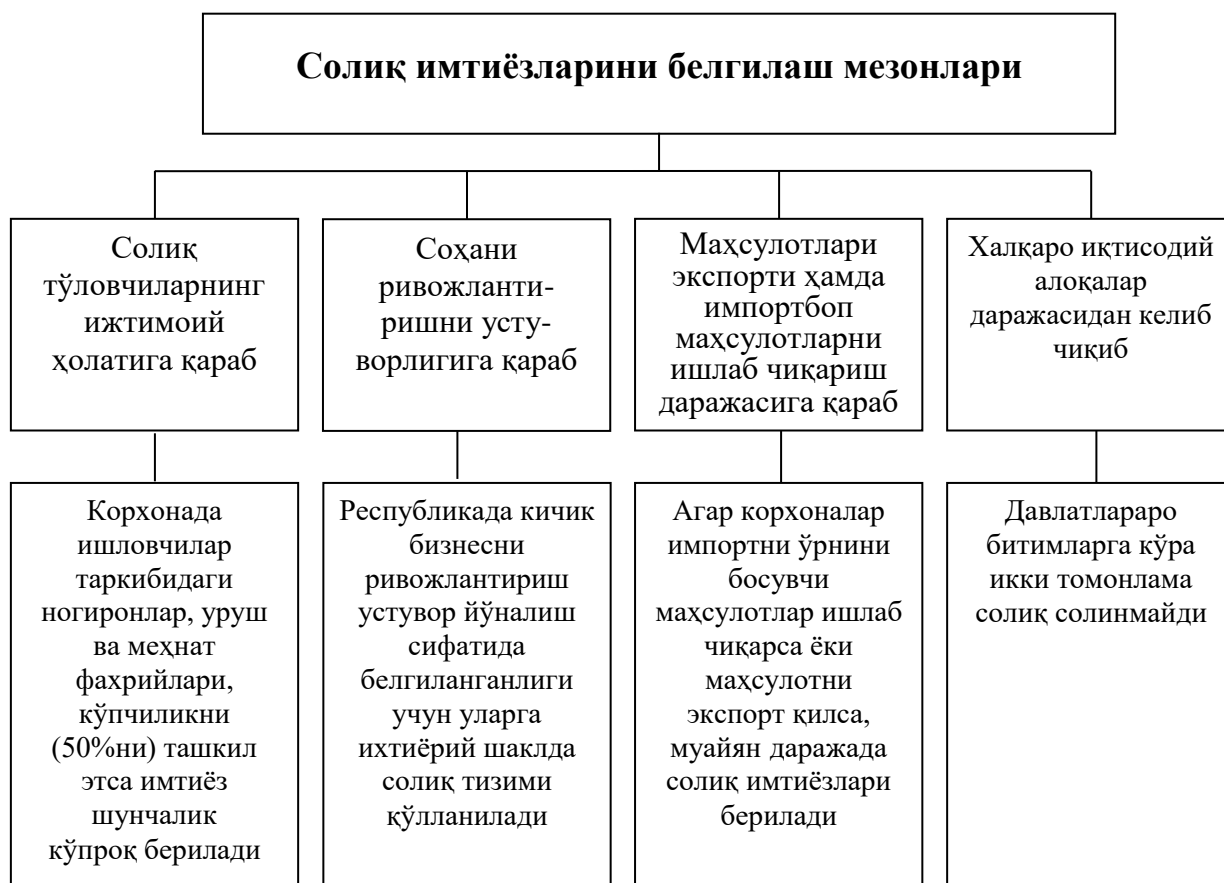 Солиқ имтиёзларини белгилаш мезонлари
Солиқ
тўловчиларнинг
ижтимоий
ҳолатига қараб
Соҳани
ривожланти-
ришни усту-
ворлигига қараб
Маҳсулотлари
экспорти ҳамда
импортбоп
маҳсулотларни
ишлаб чиқариш
даражасига қараб
Халқаро иқтисодий
алоқалар
даражасидан келиб
чиқиб
Корхонада
ишловчилар
таркибидаги
ногиронлар, уруш
ва меҳнат
фахрийлари,
кўпчиликни
(50%ни) ташкил
этса имтиёз
шунчалик
кўпроқ берилади
Республикада кичик
бизнесни
ривожлантириш
устувор йўналиш
сифатида
белгиланганлиги
учун уларга
ихтиёрий шаклда
солиқ тизими
қўлланилади
Агар корхоналар
импортни ўрнини
босувчи
маҳсулотлар ишлаб
чиқарса ёки
маҳсулотни
экспорт қилса,
муайян даражада
солиқ имтиёзлари
берилади
Давлатлараро
битимларга кўра
икки томонлама
солиқ солинмайди